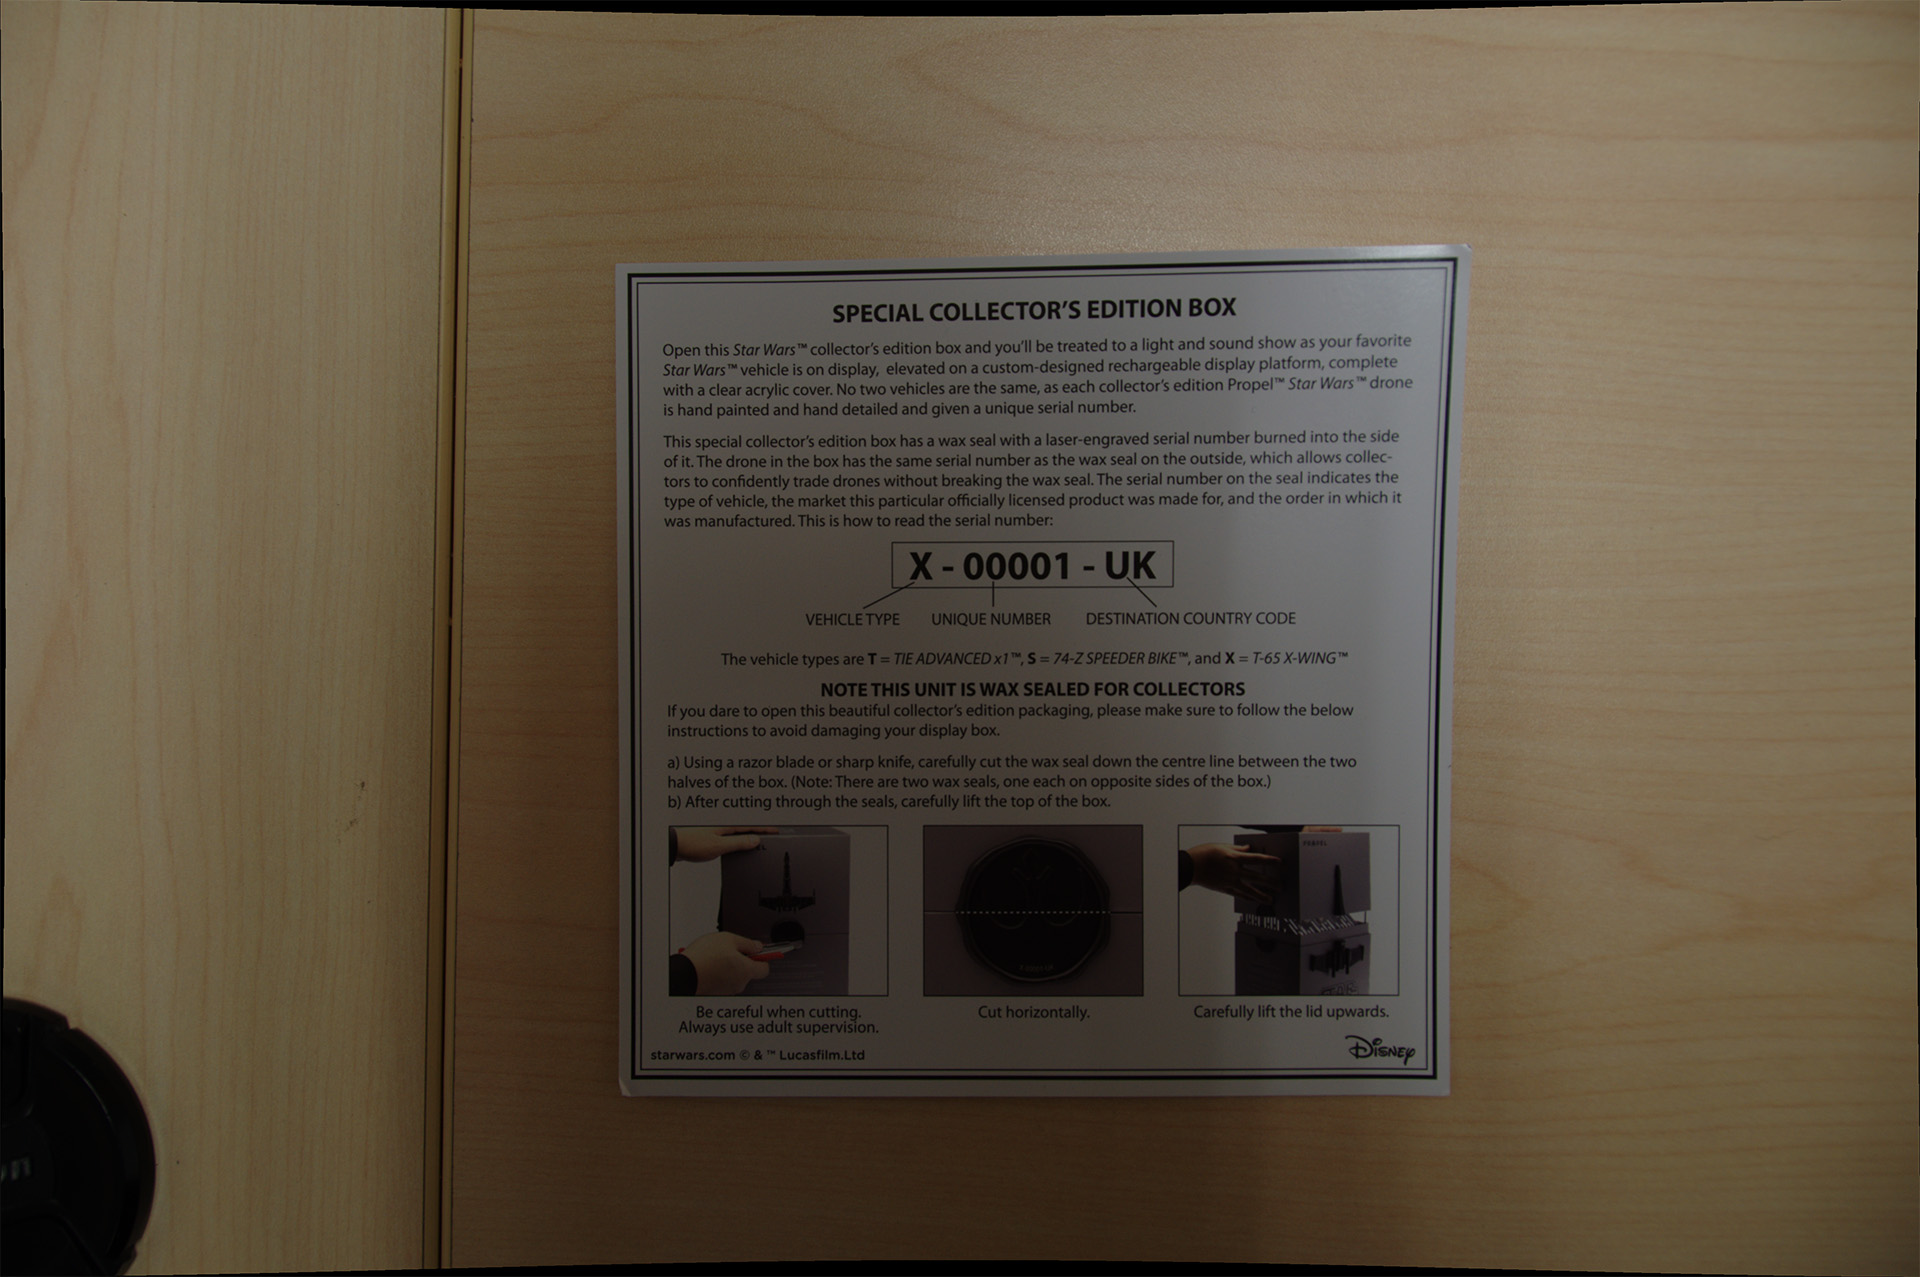 SPECIAL COLLECTOR'S EDITION BOX
Open this Star Wars™ collector's edition box and you'll be treated to a light and sound show as your favorite
Star Wars™ vehicle is on display, elevated on a custom-designed rechargeable display platform, complete
with a clear acrylic cover. No two vehicles are the same, as each collector's edition Propel™ Star Wars™ drone
is hand painted and hand detailed and given a unique serial number.
This special collector's edition box has a wax seal with a laser-engraved serial number burned into the side
of it. The drone in the box has the same serial number as the wax seal on the outside, which allows collec-
tors to confidently trade drones without breaking the wax seal. The serial number on the seal indicates the
type of vehicle, the market this particular officially licensed product was made for, and the order in which it
was manufactured. This is how to read the serial number:
X - 00001 - UK
VEHICLE TYPE UNIQUE NUMBER DESTINATION COUNTRY CODE
The vehicle types are T = TIE ADVANCED x1™, S = 74-Z SPEEDER BIKE™, and X = T-65 X-WING™
NOTE THIS UNIT IS WAX SEALED FOR COLLECTORS
If you dare to open this beautiful collector's edition packaging, please make sure to follow the below
instructions to avoid damaging your display box.
a) Using a razor blade or sharp knife, carefully cut the wax seal down the centre line between the two
halves of the box. (Note: There are two wax seals, one each on opposite sides of the box.)
b) After cutting through the seals, carefully lift the top of the box.
PROPEL
STAR
Be careful when cutting.
Always use adult supervision.
Cut horizontally.
Carefully lift the lid upwards.
starwars.com © & ™ Lucasfilm.Ltd
Disney